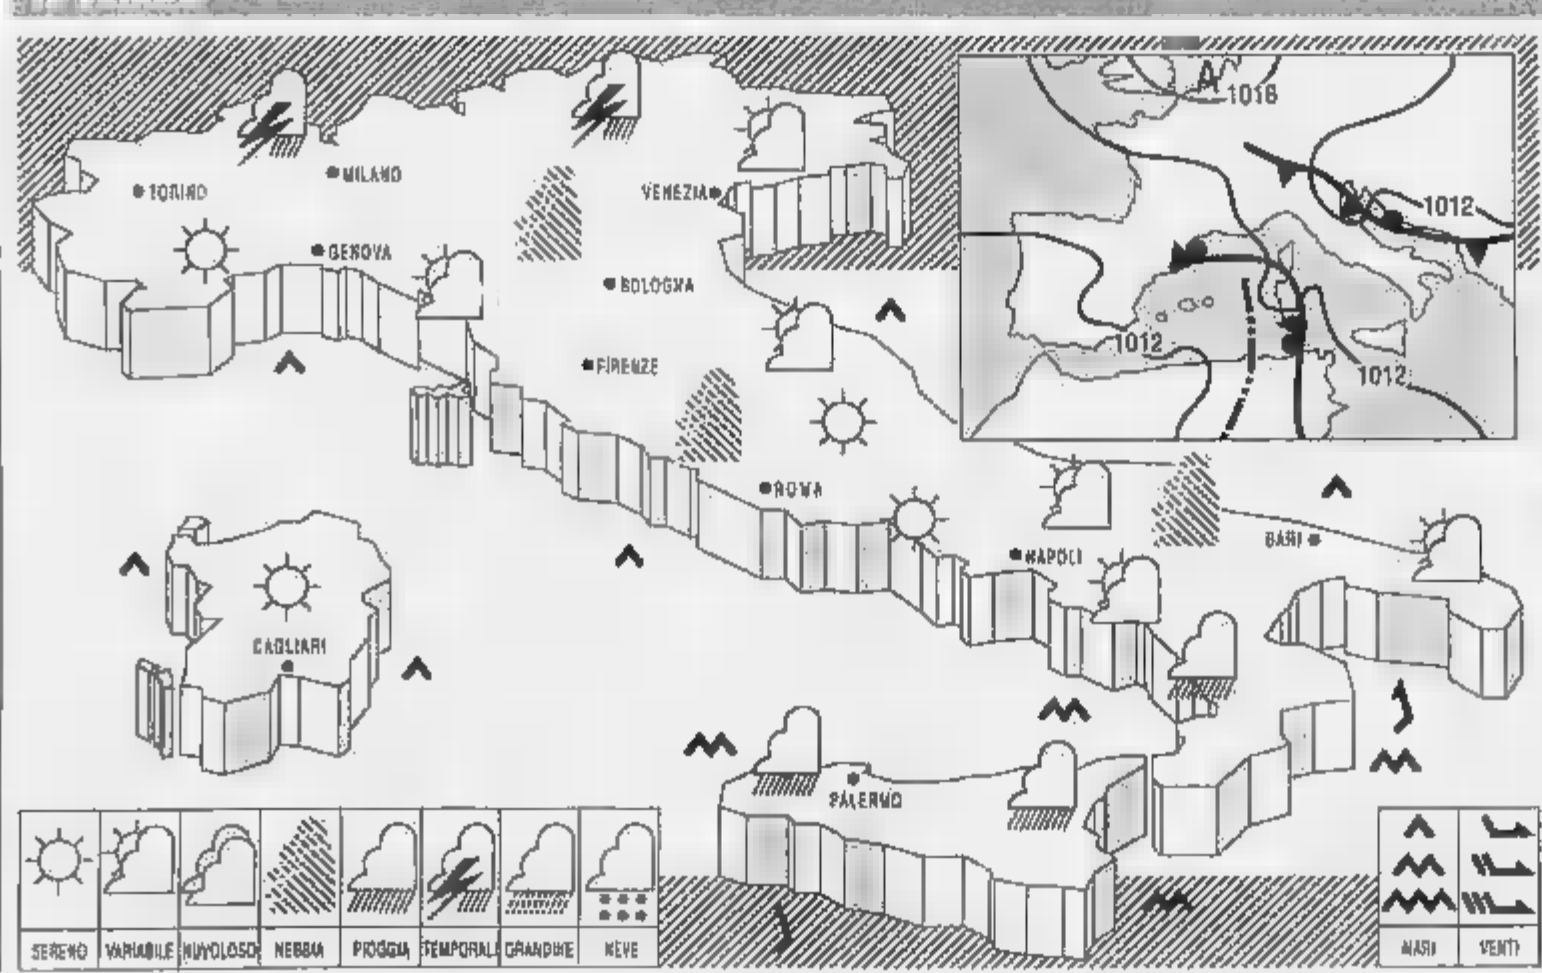 A
1016
MILANO
TORINO
VENEZIA
1012
GENOVA
BOLOGNA
1012
FIRENZE
1012
ROMA
BARI
NAPOLI
CAGLIARI
PALERMO
SERENO VARIABILE NUVOLOSO NEBBIA PIOGGIA TEMPORALI GRANDINE NEVE
MARI VENTI